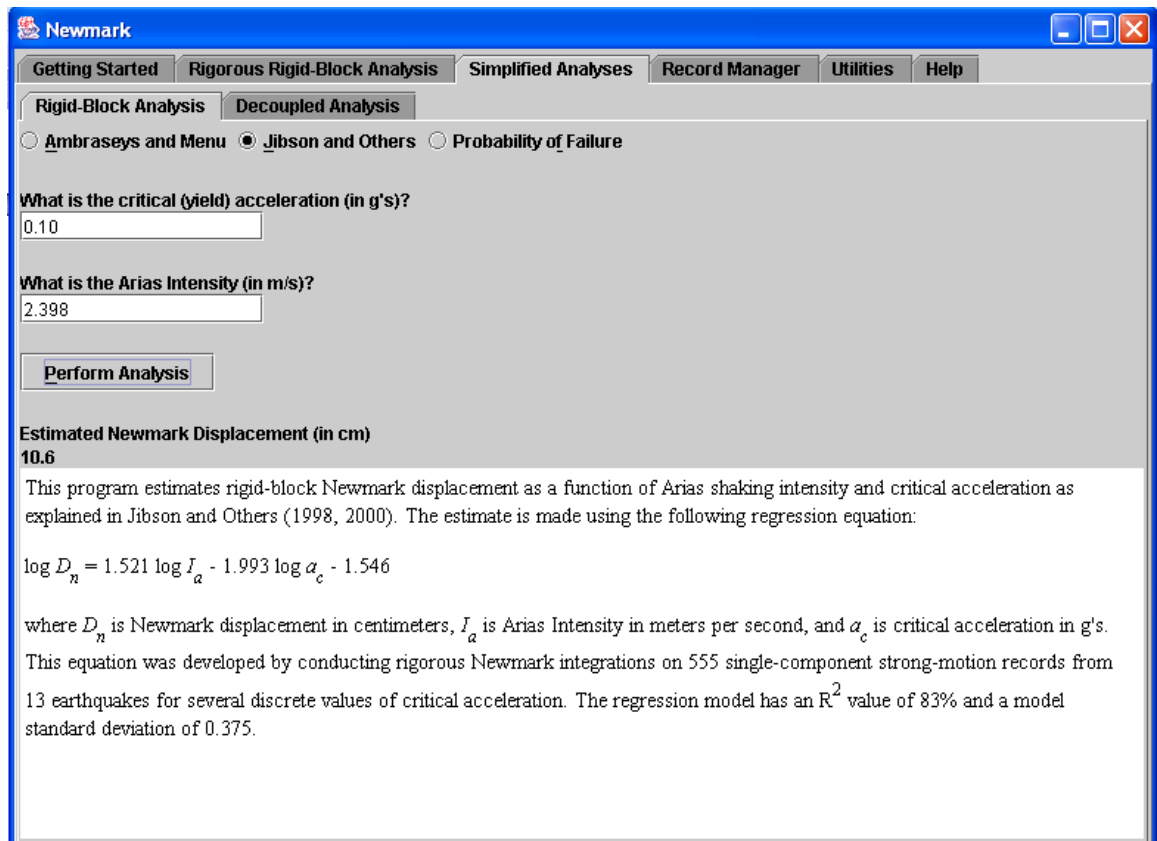 Newmark
Getting Started Rigorous Rigid-Block Analysis Simplified Analyses Record Manager Utilities Help
Rigid-Block Analysis Decoupled Analysis
Ambraseys and Menu Jibson and Others Probability of Failure
What is the critical (yield) acceleration (in g's)?
0.10
What is the Arias Intensity (in m/s)?
2.398
Perform Analysis
Estimated Newmark Displacement (in cm)
10.6
This program estimates rigid-block Newmark displacement as a function of Arias shaking intensity and critical acceleration as
explained in Jibson and Others (1998, 2000). The estimate is made using the following regression equation:
log D_n = 1.521 log I_a - 1.993 log a_c - 1.546
where D_n is Newmark displacement in centimeters, I_a is Arias Intensity in meters per second, and a_c is critical acceleration in g's.
This equation was developed by conducting rigorous Newmark integrations on 555 single-component strong-motion records from
13 earthquakes for several discrete values of critical acceleration. The regression model has an R² value of 83% and a model
standard deviation of 0.375.